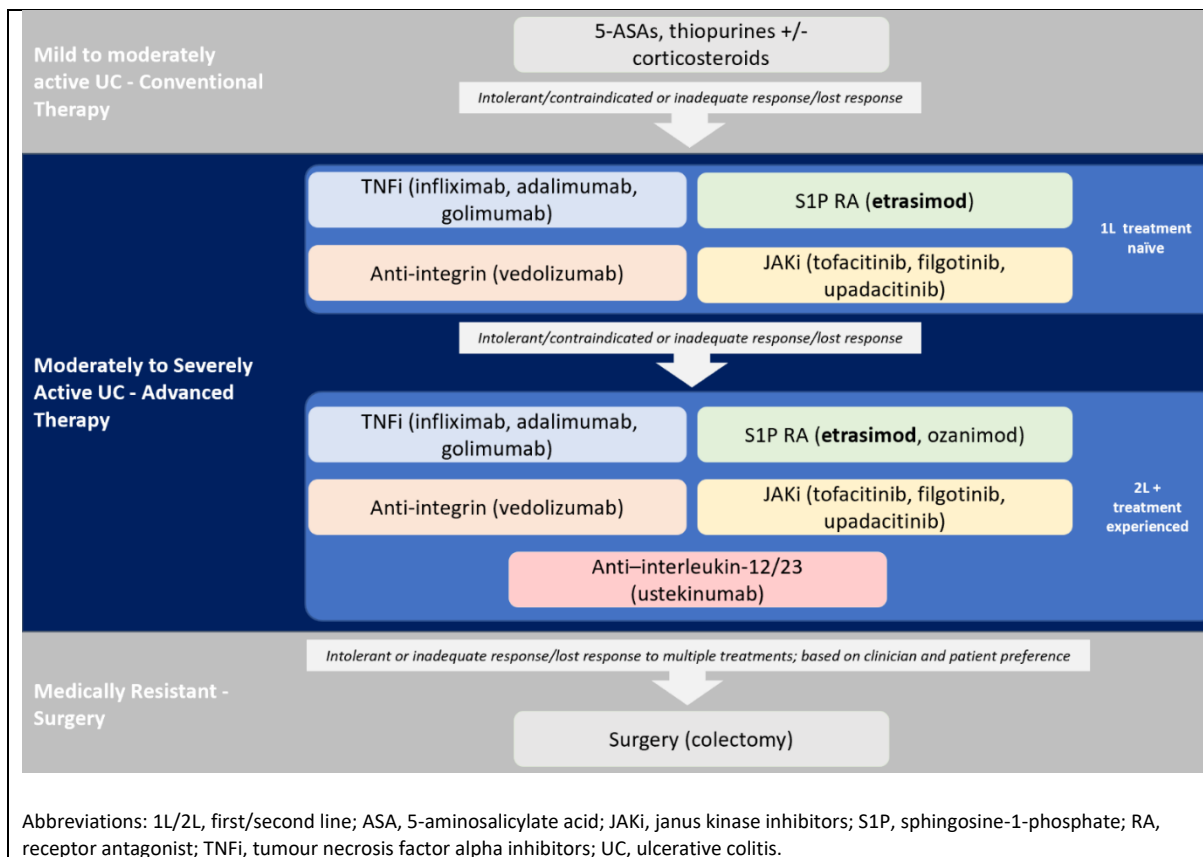 Mild to moderately
active UC - Conventional
Therapy
5-ASAs, thiopurines +/-
corticosteroids
Intolerant/contraindicated or inadequate response/lost response
Moderately to Severely
Active UC - Advanced
Therapy
TNFi (infliximab, adalimumab,
golimumab)
S1P RA (etrasimod)
Anti-integrin (vedolizumab)
JAKi (tofacitinib, filgotinib,
upadacitinib)
1L treatment
naïve
Intolerant/contraindicated or inadequate response/lost response
TNFi (infliximab, adalimumab,
golimumab)
S1P RA (etrasimod, ozanimod)
Anti-integrin (vedolizumab)
JAKi (tofacitinib, filgotinib,
upadacitinib)
Anti–interleukin-12/23
(ustekinumab)
2L +
treatment
experienced
Medically Resistant -
Surgery
Intolerant or inadequate response/lost response to multiple treatments; based on clinician and patient preference
Surgery (colectomy)
Abbreviations: 1L/2L, first/second line; ASA, 5-aminosalicylate acid; JAKi, janus kinase inhibitors; S1P, sphingosine-1-phosphate; RA,
receptor antagonist; TNFi, tumour necrosis factor alpha inhibitors; UC, ulcerative colitis.